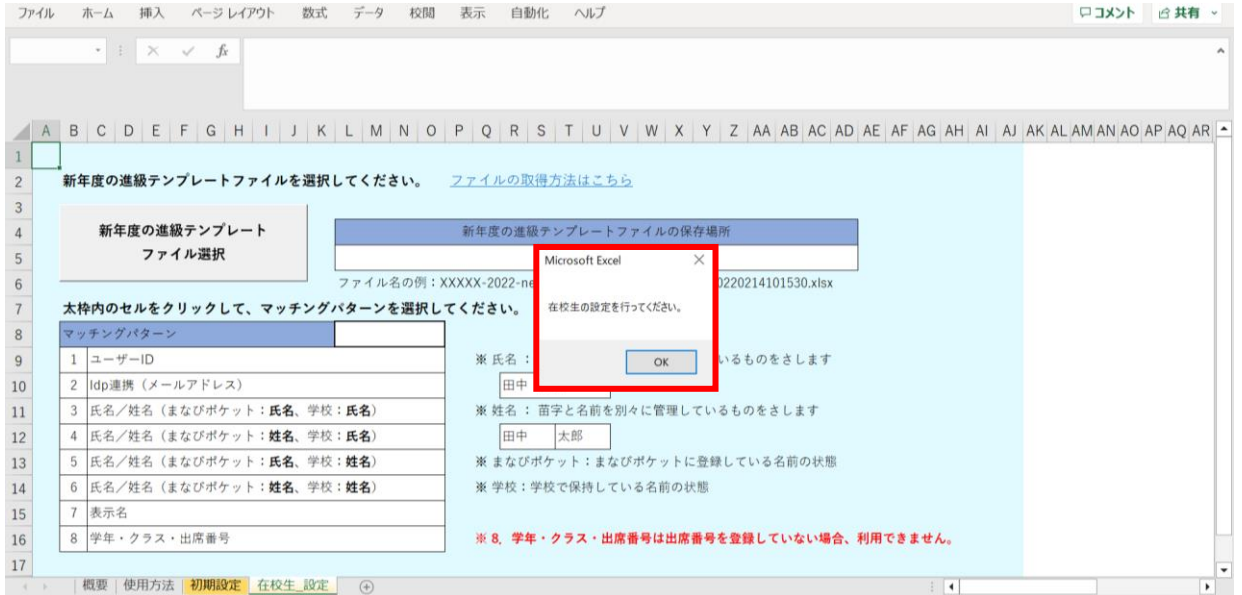 ファイル ホーム 挿入 ページ レイアウト 数式 データ 校閲 表示 自動化 ヘルプ コメント 共有
fx
A B C D E F G H I J K L M N O P Q R S T U V W X Y Z AA AB AC AD AE AF AG AH AI AJ AK AL AM AN AO AP AQ AR
1
2 新年度の進級テンプレートファイルを選択してください。 ファイルの取得方法はこちら
3
4 新年度の進級テンプレート 新年度の進級テンプレートファイルの保存場所
5 ファイル選択
Microsoft Excel
6 ファイル名の例:XXXXX-2022-ne 0220214101530.xlsx
在校生の設定を行ってください。
OK
7 太枠内のセルをクリックして、マッチングパターンを選択してください。
8 マッチングパターン
9 1 ユーザーID ※ 氏名: いるものをさします
10 2 Idp連携(メールアドレス) 田中
11 3 氏名/姓名(まなびポケット:氏名、学校:氏名) ※ 姓名: 苗字と名前を別々に管理しているものをさします
12 4 氏名/姓名(まなびポケット:姓名、学校:氏名) 田中 太郎
13 5 氏名/姓名(まなびポケット:氏名、学校:姓名) ※ まなびポケット:まなびポケットに登録している名前の状態
14 6 氏名/姓名(まなびポケット:姓名、学校:姓名) ※ 学校:学校で保持している名前の状態
15 7 表示名
16 8 学年・クラス・出席番号 ※ 8, 学年・クラス・出席番号は出席番号を登録していない場合、利用できません。
17
概要 使用方法 初期設定 在校生_設定